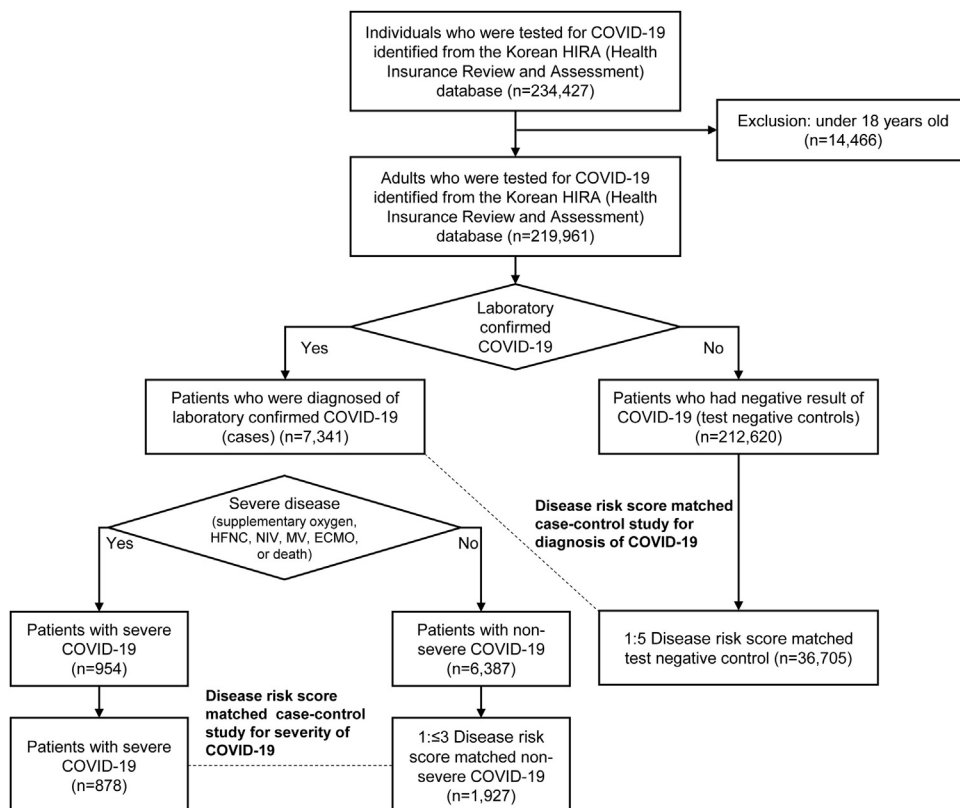 Individuals who were tested for COVID-19
identified from the Korean HIRA (Health
Insurance Review and Assessment)
database (n=234,427)
Exclusion: under 18 years old
(n=14,466)
Adults who were tested for COVID-19
identified from the Korean HIRA (Health
Insurance Review and Assessment)
database (n=219,961)
Laboratory
confirmed
COVID-19
Yes
No
Patients who were diagnosed of
laboratory confirmed COVID-19
(cases) (n=7,341)
Patients who had negative result of
COVID-19 (test negative controls)
(n=212,620)
Severe disease
(supplementary oxygen,
HFNC, NIV, MV, ECMO,
or death)
Yes
No
Disease risk score matched
case-control study for
diagnosis of COVID-19
Patients with severe
COVID-19
(n=954)
Patients with non-
severe COVID-19
(n=6,387)
1:5 Disease risk score matched
test negative control (n=36,705)
Disease risk score
matched case-control
study for severity of
COVID-19
Patients with severe
COVID-19
(n=878)
1:≤3 Disease risk
score matched non-
severe COVID-19
(n=1,927)